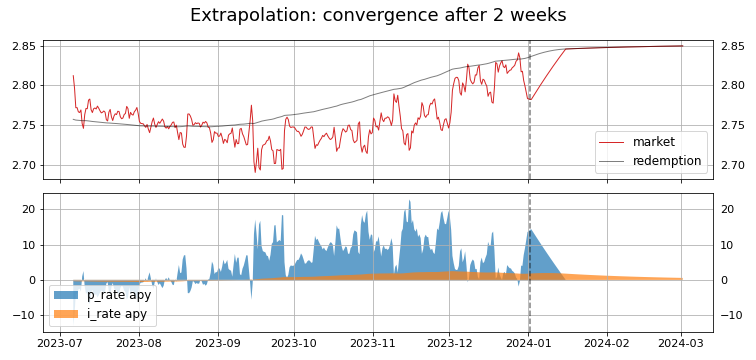 Extrapolation: convergence after 2 weeks
2.85 2.85
2.80 2.80
2.75 2.75
2.70 2.70
market
redemption
20 20
10 10
0 0
−10 −10
p_rate apy
i_rate apy
2023-07 2023-08 2023-09 2023-10 2023-11 2023-12 2024-01 2024-02 2024-03